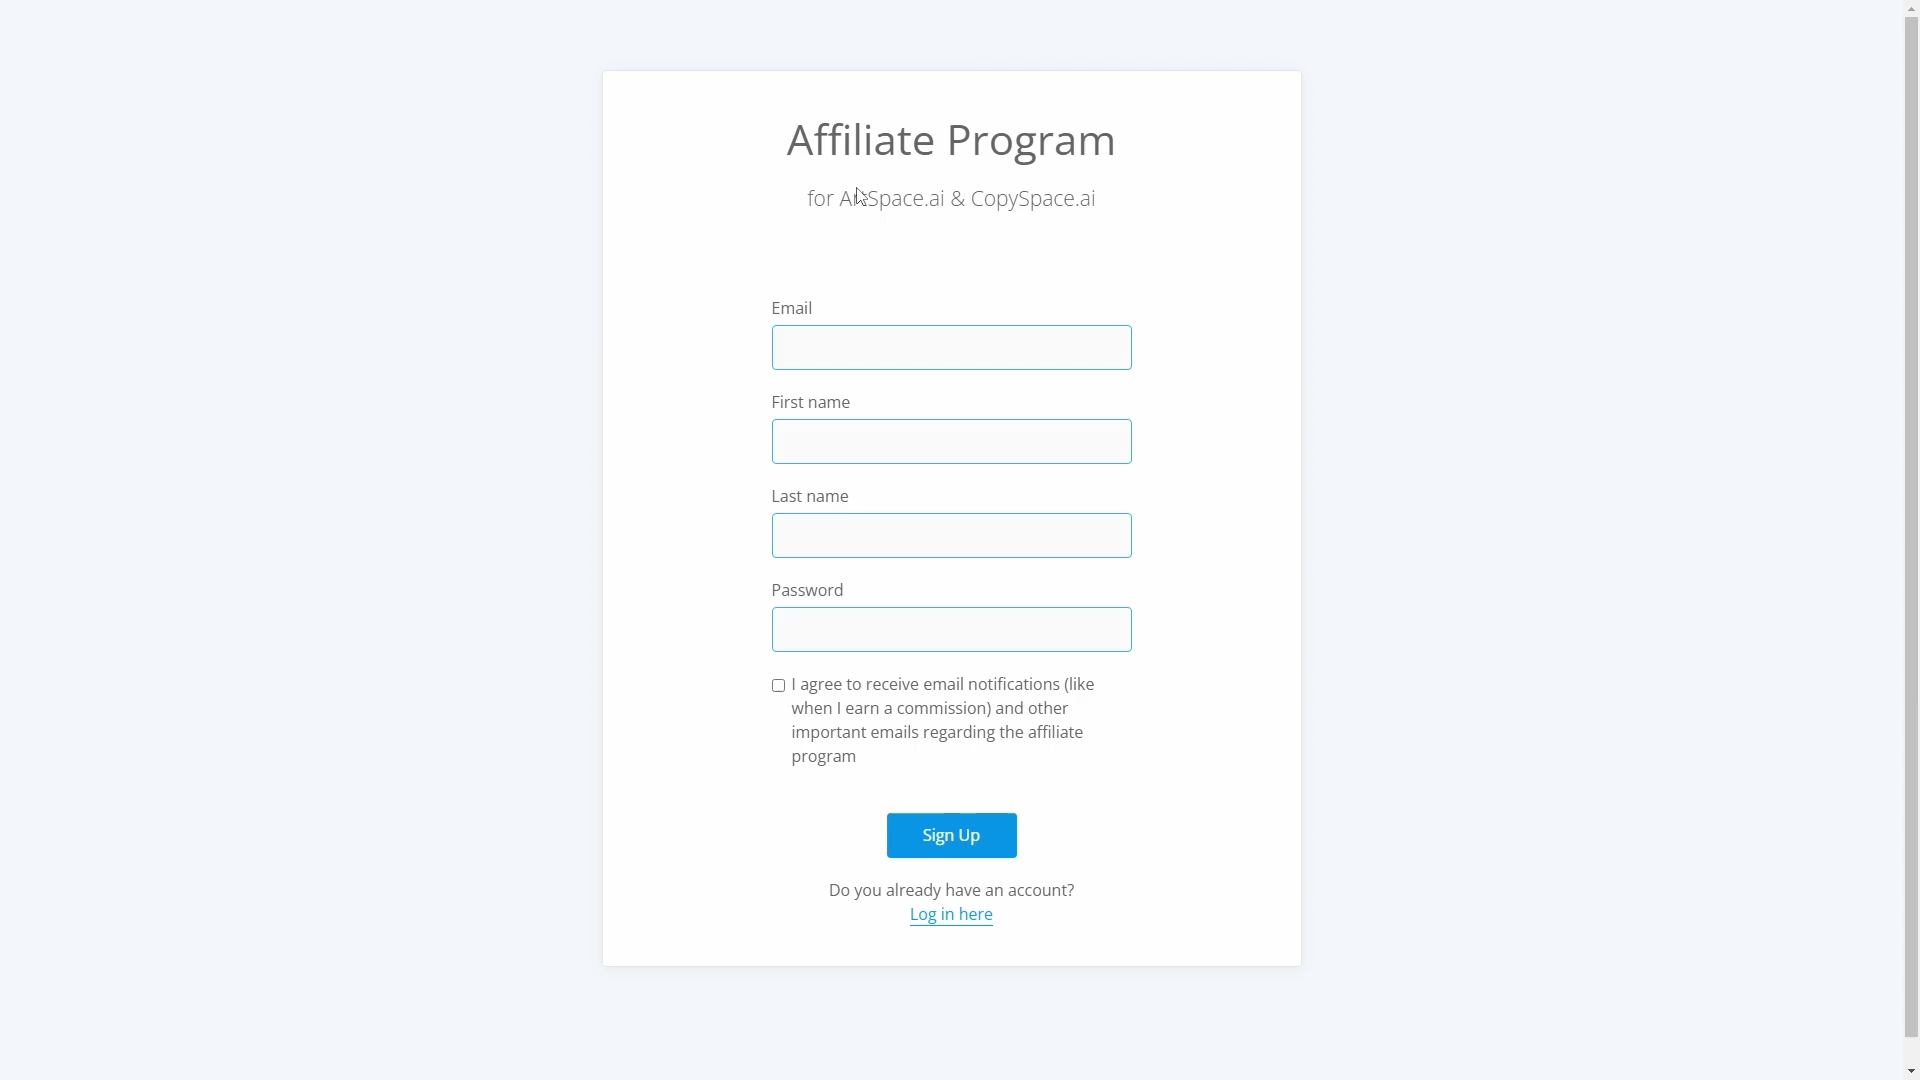 Affiliate Program
for ArtSpace.ai & CopySpace.ai
Email
First name
Last name
Password
I agree to receive email notifications (like
when I earn a commission) and other
important emails regarding the affiliate
program
Sign Up
Do you already have an account?
Log in here